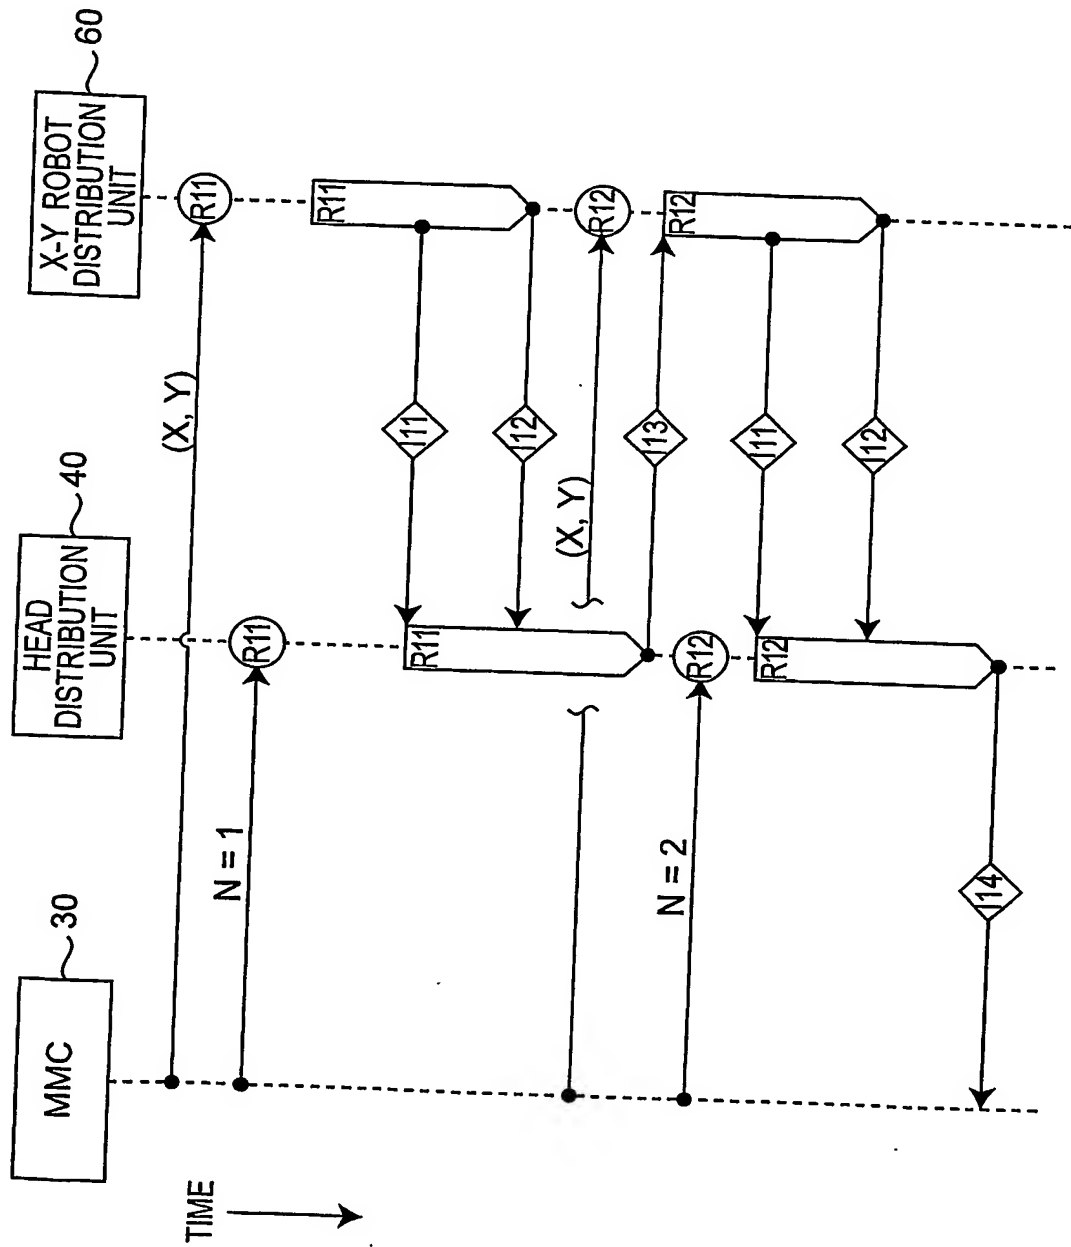 MMC
30
HEAD
DISTRIBUTION
UNIT
40
X-Y ROBOT
DISTRIBUTION
UNIT
60
TIME
(X, Y)
R11
N = 1
R11
R11
I11
R11
I12
(X, Y)
R12
I13
R12
N = 2
R12
I11
R12
I12
I14